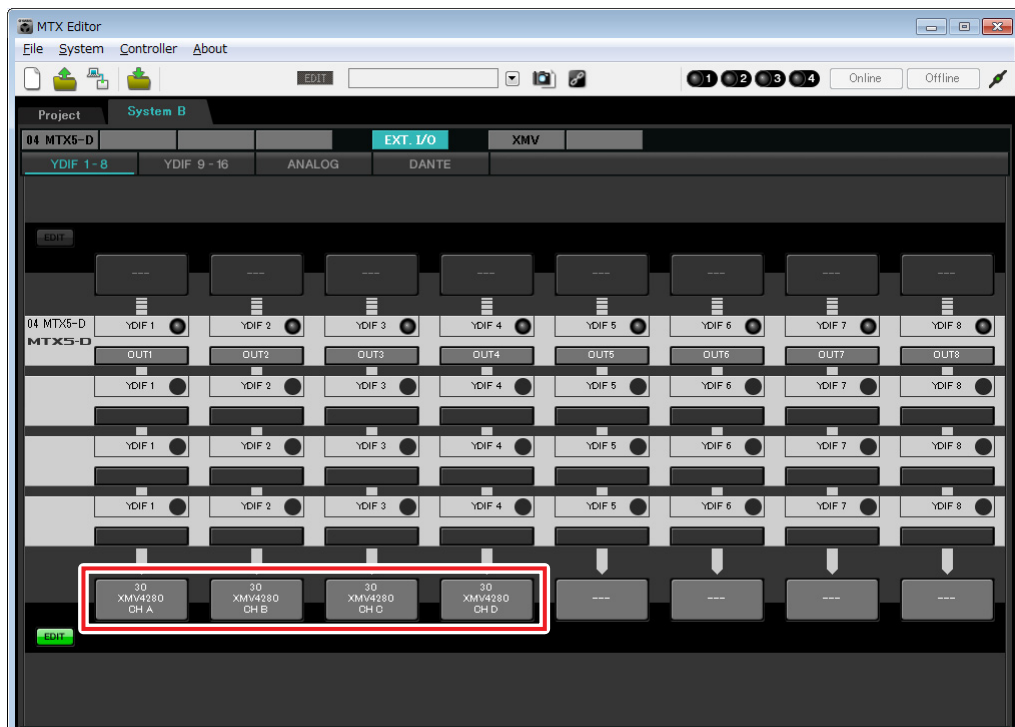 MTX Editor
File System Controller About
EDIT 1 2 3 4 Online Offline
Project System B
04 MTX5-D EXT. I/O XMV
YDIF 1-8 YDIF 9-16 ANALOG DANTE
EDIT
--- --- --- --- --- --- --- ---
04 MTX5-D YDIF 1 YDIF 2 YDIF 3 YDIF 4 YDIF 5 YDIF 6 YDIF 7 YDIF 8
MTX5-D
OUT1 OUT2 OUT3 OUT4 OUT5 OUT6 OUT7 OUT8
YDIF 1 YDIF 2 YDIF 3 YDIF 4 YDIF 5 YDIF 6 YDIF 7 YDIF 8
YDIF 1 YDIF 2 YDIF 3 YDIF 4 YDIF 5 YDIF 6 YDIF 7 YDIF 8
YDIF 1 YDIF 2 YDIF 3 YDIF 4 YDIF 5 YDIF 6 YDIF 7 YDIF 8
30 30 30 30
XMV4280 XMV4280 XMV4280 XMV4280 --- --- --- ---
CH A CH B CH C CH D
EDIT